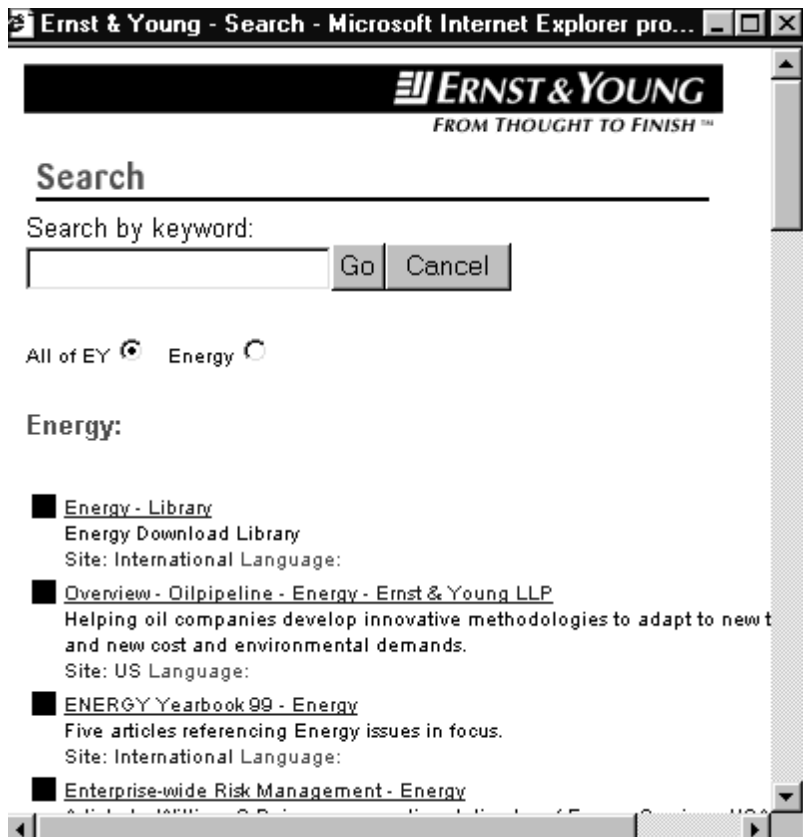 Ernst & Young - Search - Microsoft Internet Explorer pro...
ERNST & YOUNG
FROM THOUGHT TO FINISH ™
Search
Search by keyword:
Go Cancel
All of EY Energy
Energy:
Energy - Library
Energy Download Library
Site: International Language:
Overview - Oilpipeline - Energy - Ernst & Young LLP
Helping oil companies develop innovative methodologies to adapt to new t
and new cost and environmental demands.
Site: US Language:
ENERGY Yearbook 99 - Energy
Five articles referencing Energy issues in focus.
Site: International Language:
Enterprise-wide Risk Management - Energy